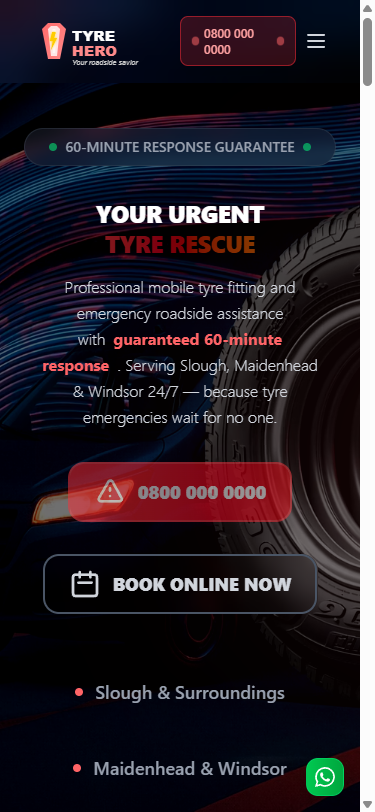 TYRE
HERO
Your roadside savior
0800 000
0000
60-MINUTE RESPONSE GUARANTEE
YOUR URGENT
TYRE RESCUE
Professional mobile tyre fitting and
emergency roadside assistance
with guaranteed 60-minute
response . Serving Slough, Maidenhead
& Windsor 24/7 — because tyre
emergencies wait for no one.
0800 000 0000
BOOK ONLINE NOW
Slough & Surroundings
Maidenhead & Windsor